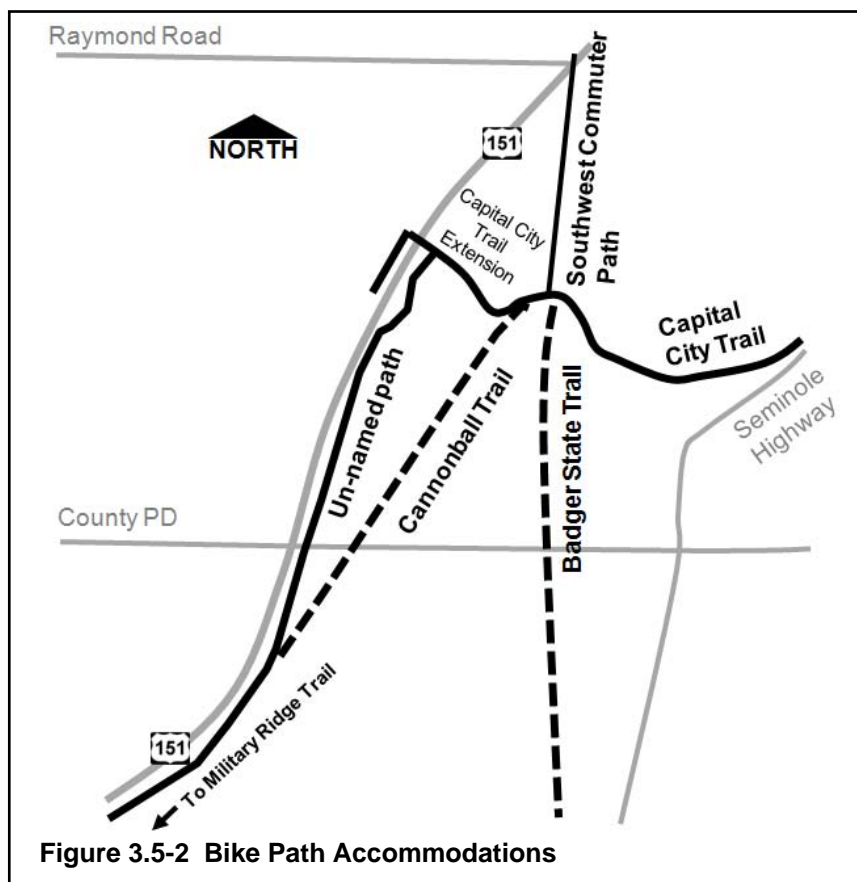 Raymond Road
NORTH
151
Southwest Commuter
Path
Capital City
Trail
Extension
Capital
City Trail
Seminole
Highway
Un-named path
Cannonball Trail
Badger State Trail
County PD
151
To Military Ridge Trail
Figure 3.5-2 Bike Path Accommodations